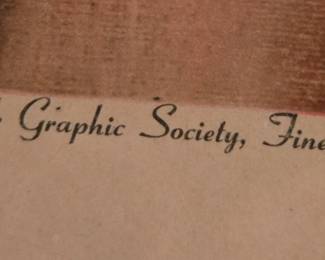 . Graphic Society, Fine